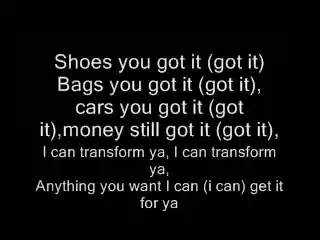 Shoes you got it (got it)
Bags you got it (got it),
cars you got it (got
it),money still got it (got it),
I can transform ya, I can transform
ya,
Anything you want I can (i can) get it
for ya